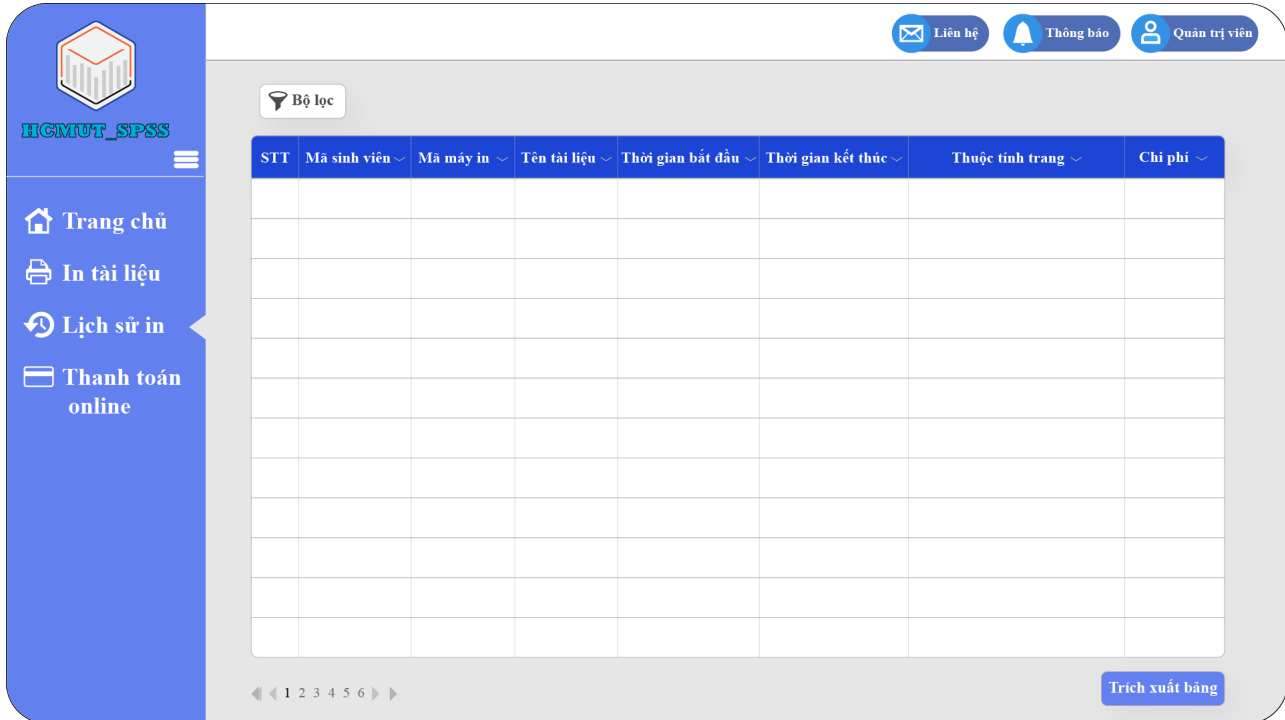 Liên hệ
Thông báo
Quản trị viên
HCMUT_SPSS
Trang chủ
In tài liệu
Lịch sử in
Thanh toán
online
Bộ lọc
STT Mã sinh viên Mã máy in Tên tài liệu Thời gian bắt đầu Thời gian kết thúc Thuộc tính trang Chi phí
1 2 3 4 5 6
Trích xuất bảng